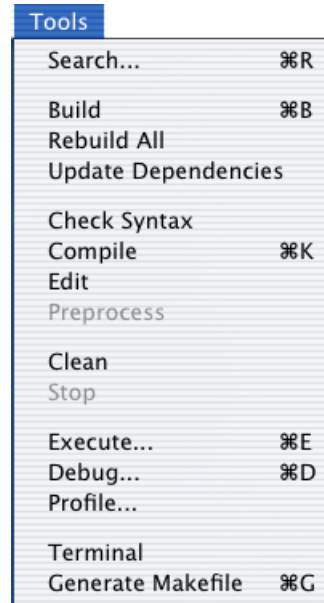 Tools
Search... ⌘R
Build ⌘B
Rebuild All
Update Dependencies
Check Syntax
Compile ⌘K
Edit
Preprocess
Clean
Stop
Execute... ⌘E
Debug... ⌘D
Profile...
Terminal
Generate Makefile ⌘G